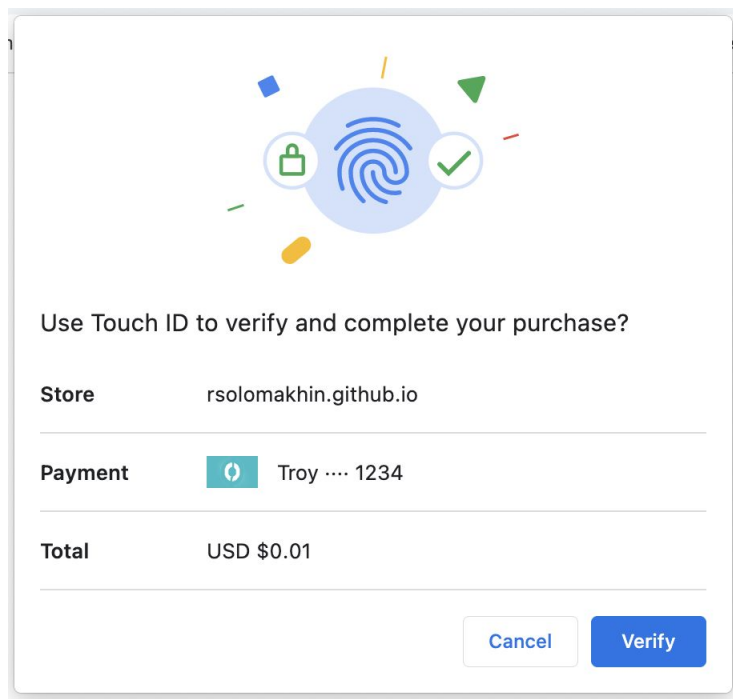 Use Touch ID to verify and complete your purchase?
Store rsolomakhin.github.io
Payment Troy ···· 1234
Total USD $0.01
Cancel Verify